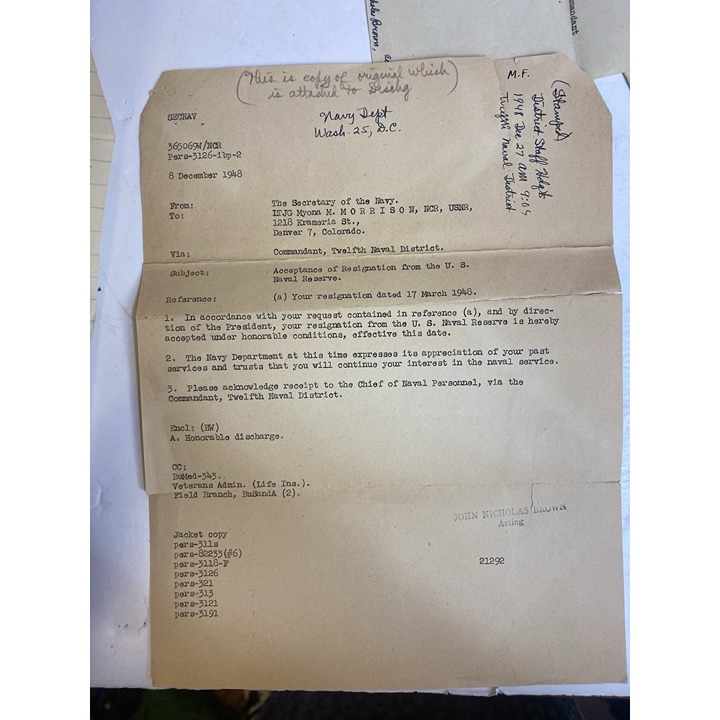 andant
(This is copy of original which
is attached to Dischg)
M.F.
(Stamped)
District Staff Hdqts
1948 Dec 27 AM 9:04
Twelfth Naval District
SECNAV
Navy Dept
Wash. 25, D.C.
365069W/NCR
Pers-3126-ibp-2
8 December 1948
From: The Secretary of the Navy.
To: LTJG Myona M. M O R R I S O N, NCR, USNR,
1218 Krameria St.,
Denver 7, Colorado.
Via: Commandant, Twelfth Naval District.
Subject: Acceptance of Resignation from the U. S.
Naval Reserve.
Reference: (a) Your resignation dated 17 March 1948.
1. In accordance with your request contained in reference (a), and by direc-
tion of the President, your resignation from the U. S. Naval Reserve is hereby
accepted under honorable conditions, effective this date.
2. The Navy Department at this time expresses its appreciation of your past
services and trusts that you will continue your interest in the naval service.
3. Please acknowledge receipt to the Chief of Naval Personnel, via the
Commandant, Twelfth Naval District.
Encl: (HW)
A. Honorable discharge.
CC:
BuMed-343.
Veterans Admin. (Life Ins.).
Field Branch, BuSandA (2).
JOHN NICHOLAS BROWN
Acting
21292
Jacket copy
pers-311s
pers-82233(#6)
pers-3118-F
pers-3126
pers-321
pers-313
pers-3121
pers-3191